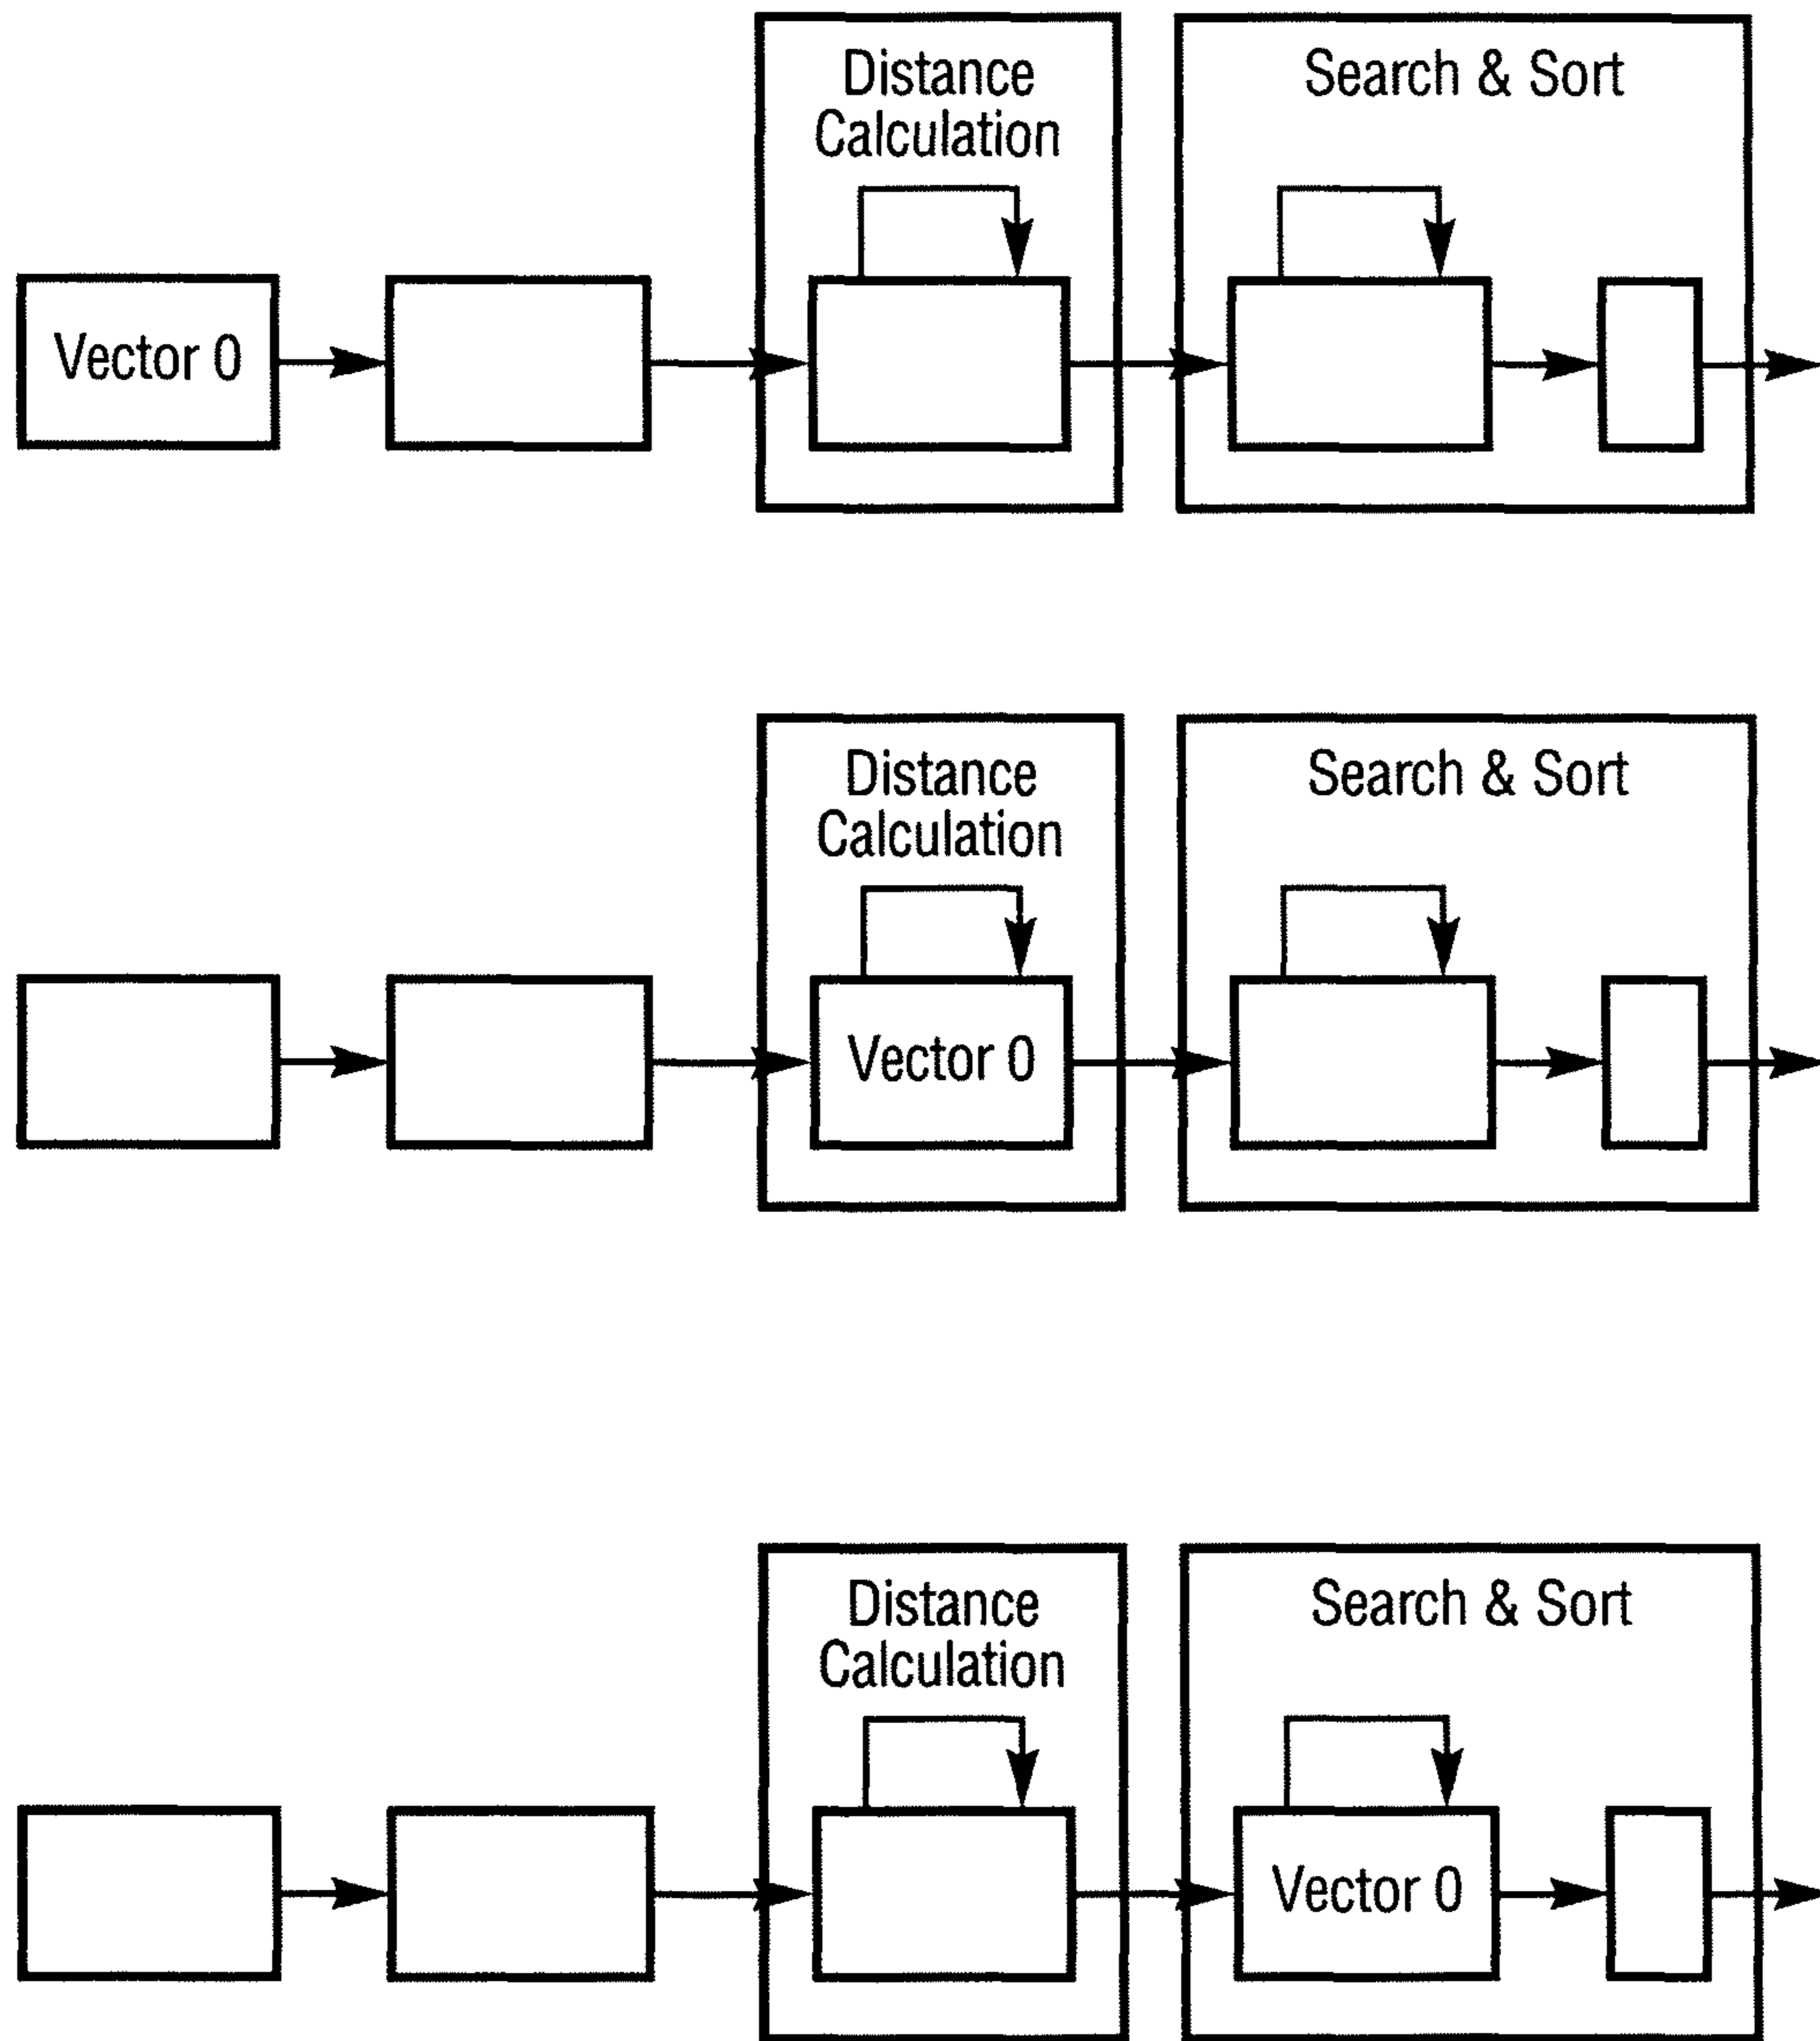 Distance
Calculation
Search & Sort
Vector 0
Distance
Calculation
Search & Sort
Vector 0
Distance
Calculation
Search & Sort
Vector 0